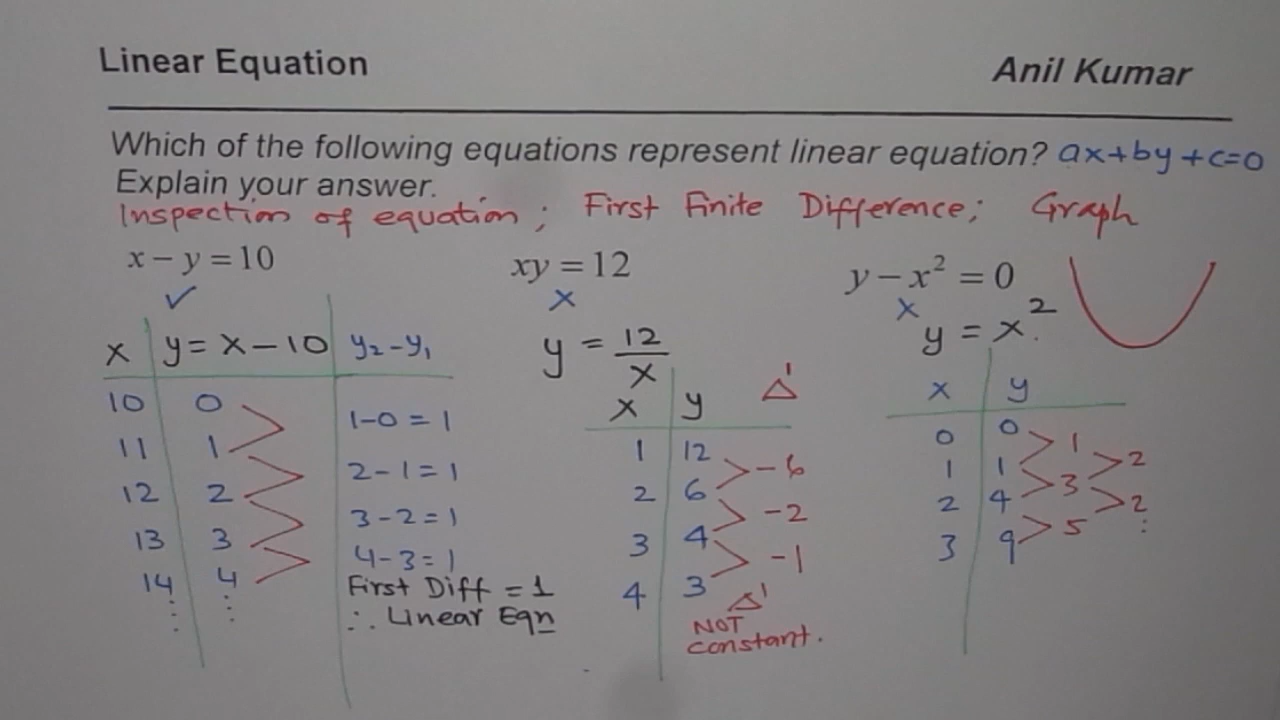 Linear Equation
Anil Kumar
Which of the following equations represent linear equation? ax+by+c=0
Explain your answer.
Inspection of equation; First Finite Difference; Graph
x − y = 10
✓
x y = x − 10 y₂ − y₁
10 0
11 1
12 2
13 3
14 4
⋮ ⋮
1−0 = 1
2−1 = 1
3−2 = 1
4−3 = 1
First Diff = 1
∴ Linear Eqn
xy = 12
x
y = 12/x
x y Δ'
1 12
2 6
3 4
4 3
−6
−2
−1
Δ'
NOT
constant.
y − x² = 0
x
y = x².
x y
0 0
1 1
2 4
3 9
1
3
5
2
2
⋮